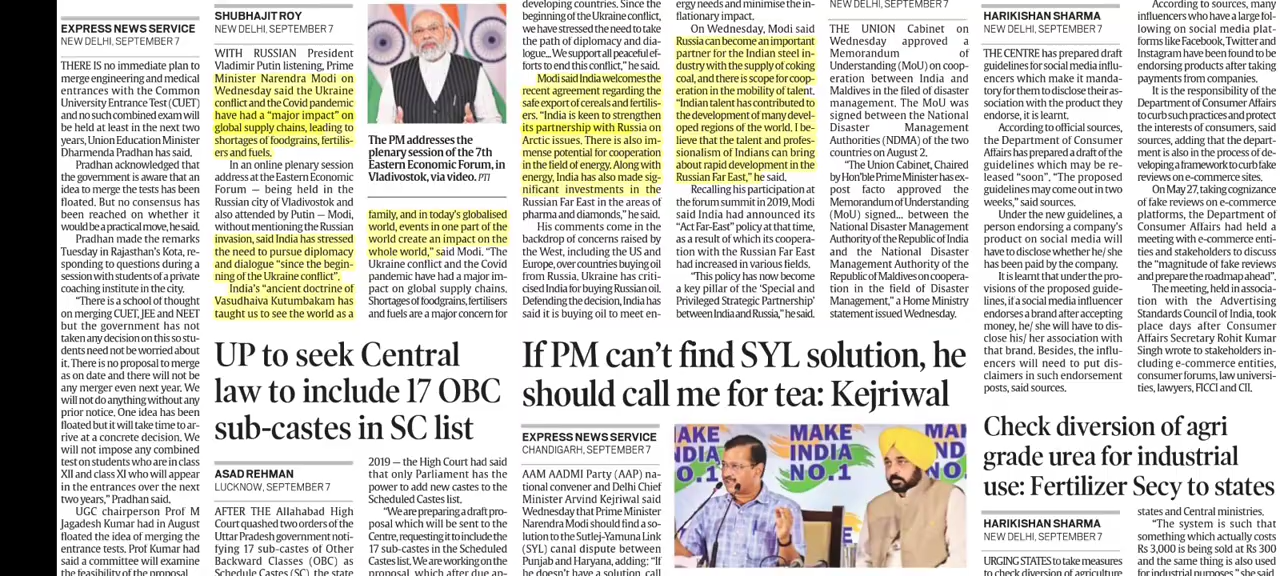 EXPRESS NEWS SERVICE
NEW DELHI, SEPTEMBER 7
THERE IS no immediate plan to
merge engineering and medical
entrances with the Common
University Entrance Test (CUET)
and no such combined exam will
be held at least in the next two
years, Union Education Minister
Dharmendra Pradhan has said.
Pradhan acknowledged that
the government is aware that an
idea to merge the tests has been
floated. But no consensus has
been reached on whether it
would be a practical move, he said.
Pradhan made the remarks
Tuesday in Rajasthan's Kota, re-
sponding to questions during a
session with students of a private
coaching institute in the city.
"There is a school of thought
on merging CUET, JEE and NEET
but the government has not
taken any decision on this so stu-
dents need not be worried about
it. There is no proposal to merge
as on date and there will not be
any merger even next year. We
will not do anything without any
prior notice. One idea has been
floated but it will take time to ar-
rive at a concrete decision. We
will not impose any combined
test on students who are in class
XII and class XI who will appear
in the entrances over the next
two years," Pradhan said.
UGC chairperson Prof M
Jagadesh Kumar had in August
floated the idea of merging the
entrance tests. Prof Kumar had
said a committee will examine
the feasibility of the proposal
SHUBHAJIT ROY
NEW DELHI, SEPTEMBER 7
WITH RUSSIAN President
Vladimir Putin listening, Prime
Minister Narendra Modi on
Wednesday said the Ukraine
conflict and the Covid pandemic
have had a "major impact" on
global supply chains, leading to
shortages of foodgrains, fertilis-
ers and fuels.
In an online plenary session
address at the Eastern Economic
Forum — being held in the
Russian city of Vladivostok and
also attended by Putin — Modi,
without mentioning the Russian
invasion, said India has stressed
the need to pursue diplomacy
and dialogue "since the begin-
ning of the Ukraine conflict".
India's "ancient doctrine of
Vasudhaiva Kutumbakam has
taught us to see the world as a
The PM addresses the
plenary session of the 7th
Eastern Economic Forum, in
Vladivostok, via video. PTI
family, and in today's globalised
world, events in one part of the
world create an impact on the
whole world," said Modi. "The
Ukraine conflict and the Covid
pandemic have had a major im-
pact on global supply chains.
Shortages of foodgrains, fertilisers
and fuels are a major concern for
developing countries. Since the
beginning of the Ukraine conflict,
we have stressed the need to take
the path of diplomacy and dia-
logue... We support all peaceful ef-
forts to end this conflict," he said.
Modi said India welcomes the
recent agreement regarding the
safe export of cereals and fertilis-
ers. "India is keen to strengthen
its partnership with Russia on
Arctic issues. There is also im-
mense potential for cooperation
in the field of energy. Along with
energy, India has also made sig-
nificant investments in the
Russian Far East in the areas of
pharma and diamonds," he said.
His comments come in the
backdrop of concerns raised by
the West, including the US and
Europe, over countries buying oil
from Russia. Ukraine has criti-
cised India for buying Russian oil.
Defending the decision, India has
said it is buying oil to meet en-
ergy needs and minimise the in-
flationary impact.
On Wednesday, Modi said
Russia can become an important
partner for the Indian steel in-
dustry with the supply of coking
coal, and there is scope for coop-
eration in the mobility of talent.
"Indian talent has contributed to
the development of many devel-
oped regions of the world. I be-
lieve that the talent and profes-
sionalism of Indians can bring
about rapid development in the
Russian Far East," he said.
Recalling his participation at
the forum summit in 2019, Modi
said India had announced its
"Act Far-East" policy at that time,
as a result of which its coopera-
tion with the Russian Far East
had increased in various fields.
"This policy has now become
a key pillar of the 'Special and
Privileged Strategic Partnership'
between India and Russia," he said.
NEW DELHI, SEPTEMBER 7
THE UNION Cabinet on
Wednesday approved a
Memorandum of
Understanding (MoU) on coop-
eration between India and
Maldives in the filed of disaster
management. The MoU was
signed between the National
Disaster Management
Authority (NDMA) of the two
countries on August 2.
"The Union Cabinet, Chaired
by Hon'ble Prime Minister has ex-
post facto approved the
Memorandum of Understanding
(MoU) signed... between the
National Disaster Management
Authority of the Republic of India
and the National Disaster
Management Authority of the
Republic of Maldives on coopera-
tion in the field of Disaster
Management," a Home Ministry
statement issued Wednesday.
HARIKISHAN SHARMA
NEW DELHI, SEPTEMBER 7
THE CENTRE has prepared draft
guidelines for social media influ-
encers which make it manda-
tory for them to disclose their as-
sociation with the product they
endorse, it is learnt.
According to official sources,
the Department of Consumer
Affairs has prepared a draft of the
guidelines which may be re-
leased "soon". "The proposed
guidelines may come out in two
weeks," said sources.
Under the new guidelines, a
person endorsing a company's
product on social media will
have to disclose whether he/ she
has been paid by the company.
It is learnt that under the pro-
visions of the proposed guide-
lines, if a social media influencer
endorses a brand after accepting
money, he/ she will have to dis-
close his/ her association with
that brand. Besides, the influ-
encers will need to put dis-
claimers in such endorsement
posts, said sources.
According to sources, many
influencers who have a large fol-
lowing on social media plat-
forms like Facebook, Twitter and
Instagram have been found to be
endorsing products after taking
payments from companies.
It is the responsibility of the
Department of Consumer Affairs
to curb such practices and protect
the interests of consumers, said
sources, adding that the depart-
ment is also in the process of de-
veloping a framework to curb fake
reviews on e-commerce sites.
On May 27, taking cognizance
of fake reviews on e-commerce
platforms, the Department of
Consumer Affairs had held a
meeting with e-commerce enti-
ties and stakeholders to discuss
the "magnitude of fake reviews
and prepare the roadmap ahead".
The meeting, held in associa-
tion with the Advertising
Standards Council of India, took
place days after Consumer
Affairs Secretary Rohit Kumar
Singh wrote to stakeholders in-
cluding e-commerce entities,
consumer forums, law universi-
ties, lawyers, FICCI and CII.
UP to seek Central
law to include 17 OBC
sub-castes in SC list
ASAD REHMAN
LUCKNOW, SEPTEMBER 7
AFTER THE Allahabad High
Court quashed two orders of the
Uttar Pradesh government noti-
fying 17 sub-castes of Other
Backward Classes (OBC) as
Schedule Castes (SC), the state
2019 — the High Court had said
that only Parliament has the
power to add new castes to the
Scheduled Castes list.
"We are preparing a draft pro-
posal which will be sent to the
Centre, requesting it to include the
17 sub-castes in the Scheduled
Castes list. We are working on the
proposal, which after due an-
If PM can't find SYL solution, he
should call me for tea: Kejriwal
EXPRESS NEWS SERVICE
CHANDIGARH, SEPTEMBER 7
AAM AADMI Party (AAP) na-
tional convener and Delhi Chief
Minister Arvind Kejriwal said
Wednesday that Prime Minister
Narendra Modi should find a so-
lution to the Sutlej-Yamuna Link
(SYL) canal dispute between
Punjab and Haryana, adding: "If
he doesn't have a solution, call
AKE
INDIA
NO.1
MAKE
INDIA
NO.1
MAKE
IND
NO
Check diversion of agri
grade urea for industrial
use: Fertilizer Secy to states
HARIKISHAN SHARMA
NEW DELHI, SEPTEMBER 7
URGING STATES to take measures
to check diversion of agriculture
states and Central ministries.
"The system is such that
something which actually costs
Rs 3,000 is being sold at Rs 300
and the same thing is also used
for industrial purposes," she said